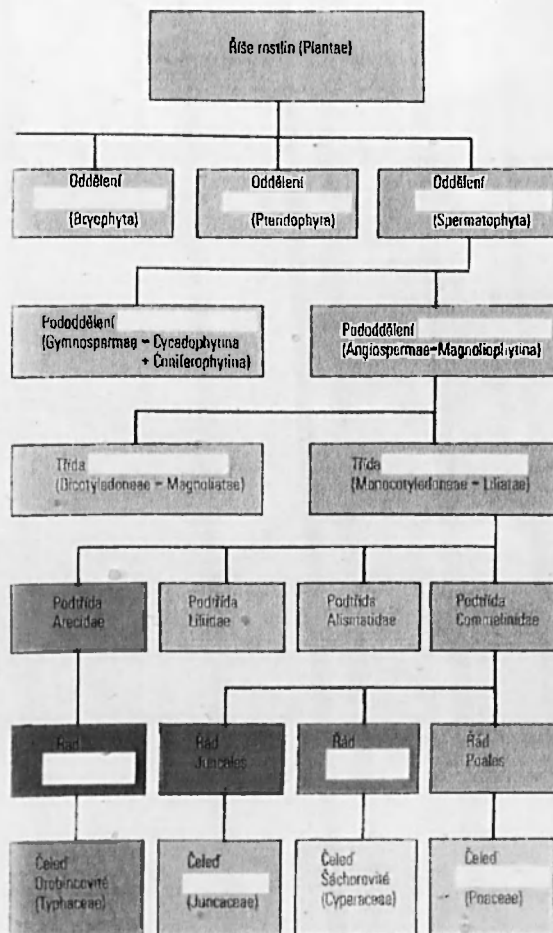 Říše rostlin (Plantae)
Oddělení
(Bryophyta)
Oddělení
(Pteridophyta)
Oddělení
(Spermatophyta)
Pododdělení
(Gymnospermae - Cycadophytina
+ Coniferophytina)
Pododdělení
(Angiospermae-Magnoliophytina)
Třída
(Dicotyledoneae - Magnoliatae)
Třída
(Monocotyledoneae - Liliatae)
Podtřída
Arecidae
Podtřída
Liliidae
Podtřída
Alismatidae
Podtřída
Commelinidae
Řád
Řád
Juncales
Řád
Řád
Poales
Čeleď
Orobincovité
(Typhaceae)
Čeleď
(Juncaceae)
Čeleď
Šáchorovité
(Cyperaceae)
Čeleď
(Poaceae)